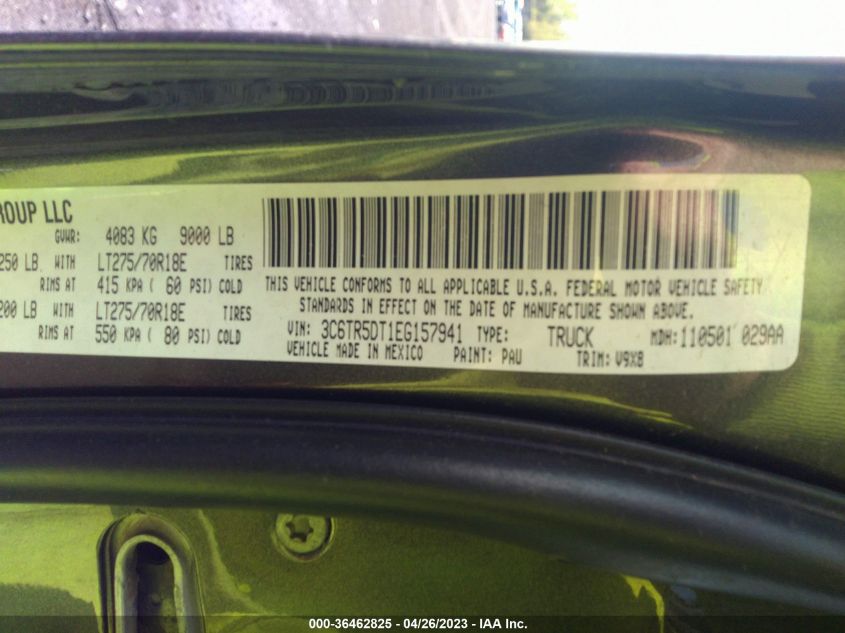 ROUP LLC
GVWR: 4083 KG 9000 LB
250 LB WITH LT275/70R18E TIRES
RIMS AT 415 KPA ( 60 PSI) COLD
200 LB WITH LT275/70R18E TIRES
RIMS AT 550 KPA ( 80 PSI) COLD
THIS VEHICLE CONFORMS TO ALL APPLICABLE U.S.A. FEDERAL MOTOR VEHICLE SAFETY
STANDARDS IN EFFECT ON THE DATE OF MANUFACTURE SHOWN ABOVE.
VIN: 3C6TR5DT1EG157941 TYPE: TRUCK MDH: 110501 029AA
VEHICLE MADE IN MEXICO PAINT: PAU TRIM: V9X8
000-36462825 - 04/26/2023 - IAA Inc.